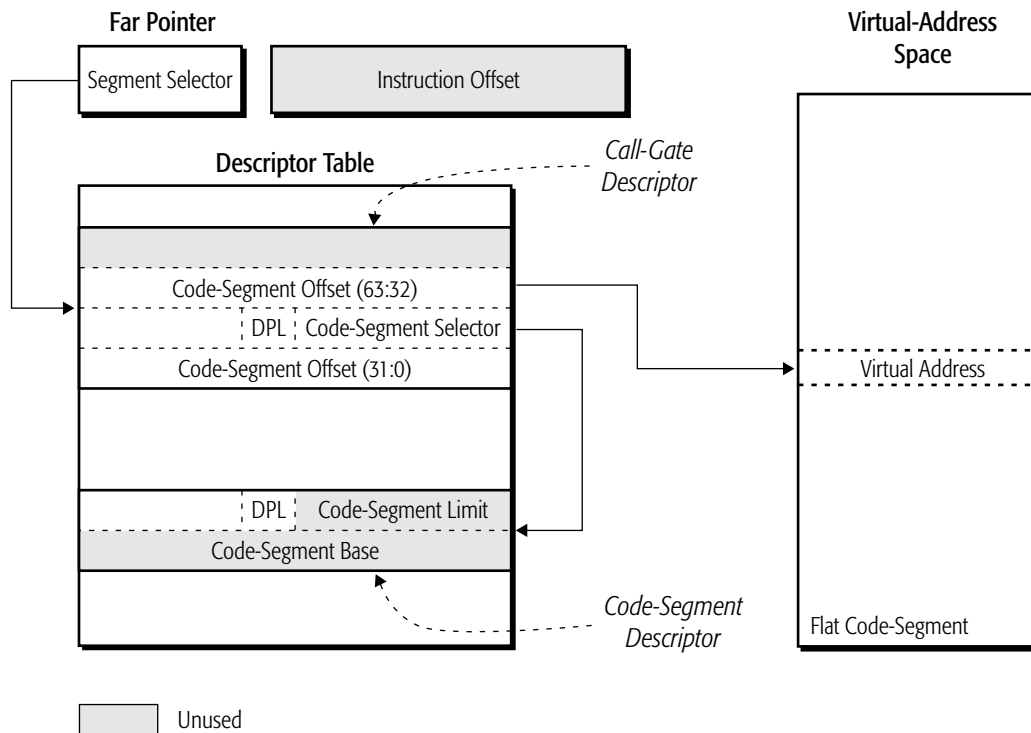 Far Pointer
Virtual-Address
Space
Segment Selector
Instruction Offset
Descriptor Table
Call-Gate
Descriptor
Code-Segment Offset (63:32)
DPL
Code-Segment Selector
Code-Segment Offset (31:0)
Virtual Address
DPL
Code-Segment Limit
Code-Segment Base
Code-Segment
Descriptor
Flat Code-Segment
Unused